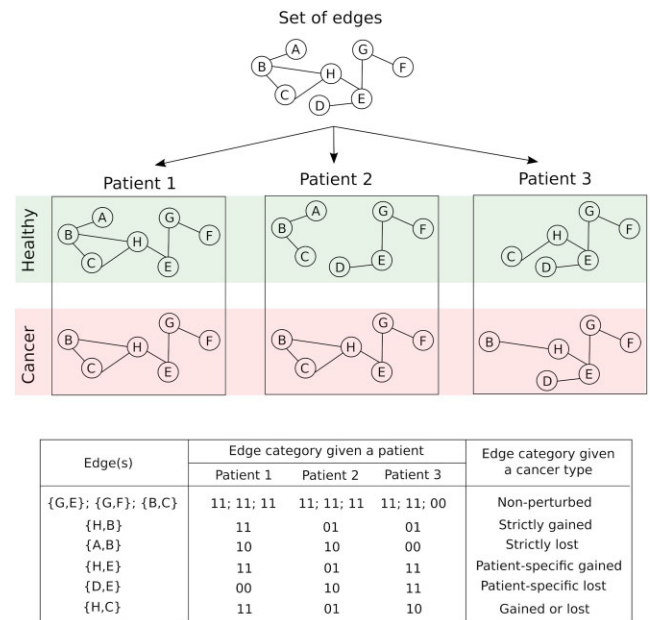 Set of edges
A
G
B
H
F
C
D
E
Patient 1
Patient 2
Patient 3
Healthy
A
G
B
H
F
C
E
A
G
B
F
C
D
E
G
H
F
C
D
E
Cancer
G
B
H
F
C
E
G
B
H
F
C
E
G
B
H
F
D
E
Edge(s)
Edge category given a patient
Edge category given
a cancer type
Patient 1 Patient 2 Patient 3
{G,E}; {G,F}; {B,C} 11; 11; 11 11; 11; 11 11; 11; 00 Non-perturbed
{H,B} 11 01 01 Strictly gained
{A,B} 10 10 00 Strictly lost
{H,E} 11 01 11 Patient-specific gained
{D,E} 00 10 11 Patient-specific lost
{H,C} 11 01 10 Gained or lost